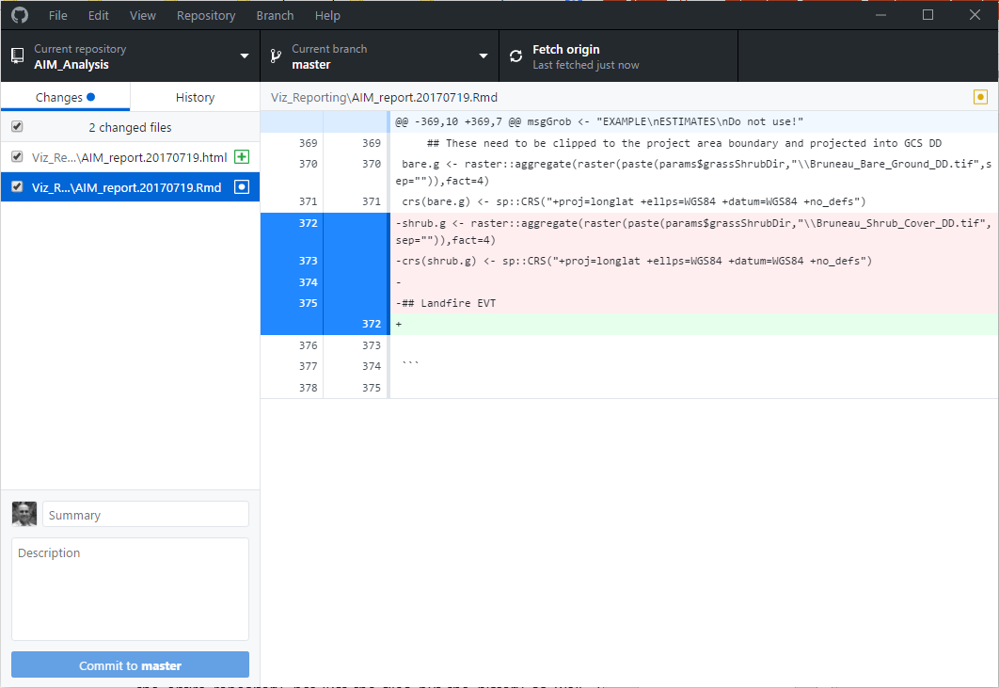 File Edit View Repository Branch Help
Current repository
AIM_Analysis
Current branch
master
Fetch origin
Last fetched just now
Changes History
2 changed files
Viz_Re...\AIM_report.20170719.html
Viz_R...\AIM_report.20170719.Rmd
Viz_Reporting\AIM_report.20170719.Rmd
@@ -369,10 +369,7 @@ msgGrob <- "EXAMPLE\nESTIMATES\nDo not use!"
369 369 ## These need to be clipped to the project area boundary and projected into GCS DD
370 370 bare.g <- raster::aggregate(raster(paste(params$grassShrubDir,"\\Bruneau_Bare_Ground_DD.tif",s
ep="")),fact=4)
371 371 crs(bare.g) <- sp::CRS("+proj=longlat +ellps=WGS84 +datum=WGS84 +no_defs")
372 -shrub.g <- raster::aggregate(raster(paste(params$grassShrubDir,"\\Bruneau_Shrub_Cover_DD.tif",
sep="")),fact=4)
373 -crs(shrub.g) <- sp::CRS("+proj=longlat +ellps=WGS84 +datum=WGS84 +no_defs")
374 -
375 -## Landfire EVT
372 +
376 373
377 374 ```
378 375
Summary
Description
Commit to master